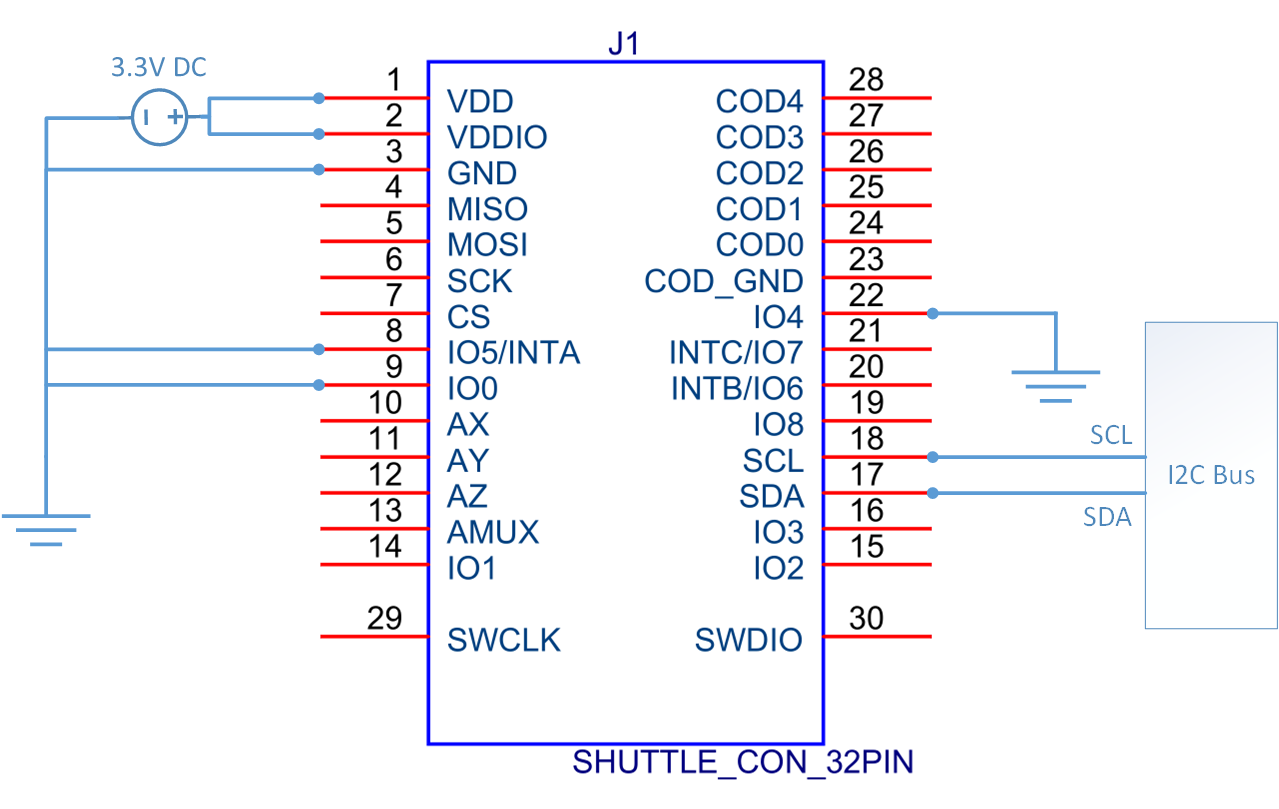 J1
3.3V DC
1 VDD COD4 28
2 VDDIO COD3 27
3 GND COD2 26
4 MISO COD1 25
5 MOSI COD0 24
6 SCK COD_GND 23
7 CS IO4 22
8 IO5/INTA INTC/IO7 21
9 IO0 INTB/IO6 20
10 AX IO8 19
11 AY SCL 18
12 AZ SDA 17
13 AMUX IO3 16
14 IO1 IO2 15
29 SWCLK SWDIO 30
SCL
I2C Bus
SDA
SHUTTLE_CON_32PIN